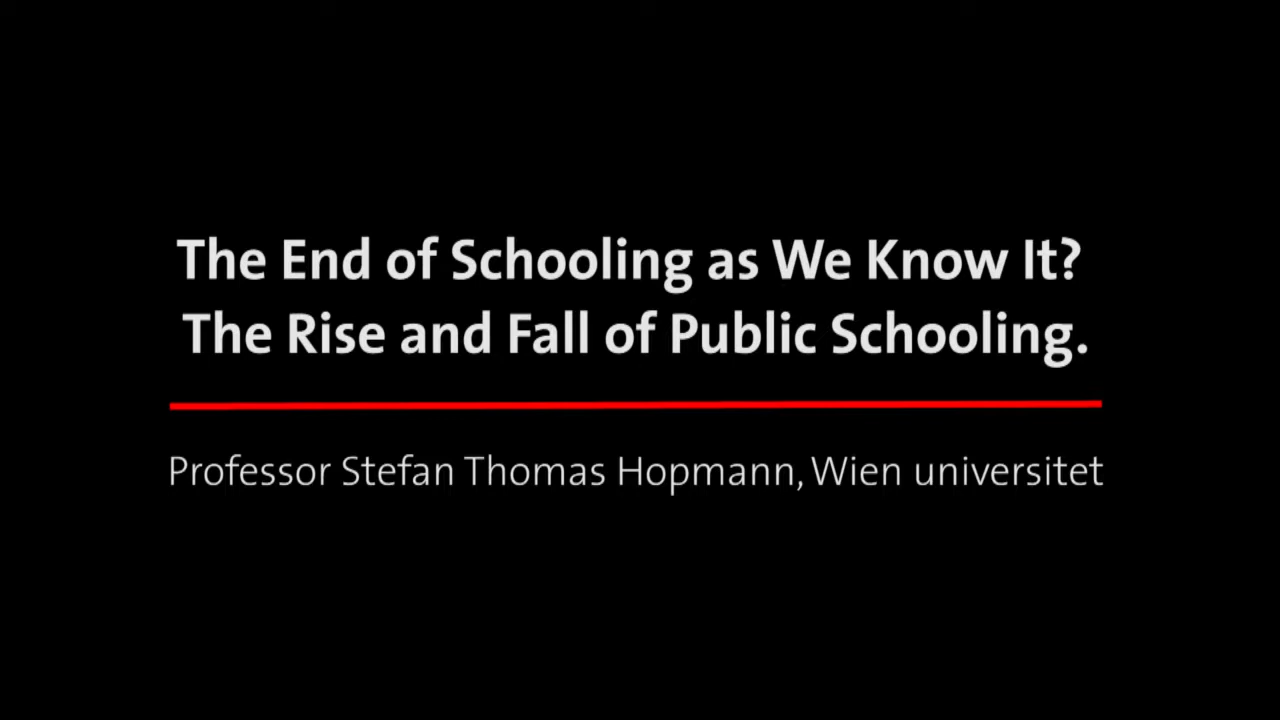 The End of Schooling as We Know It?
The Rise and Fall of Public Schooling.
Professor Stefan Thomas Hopmann, Wien universitet